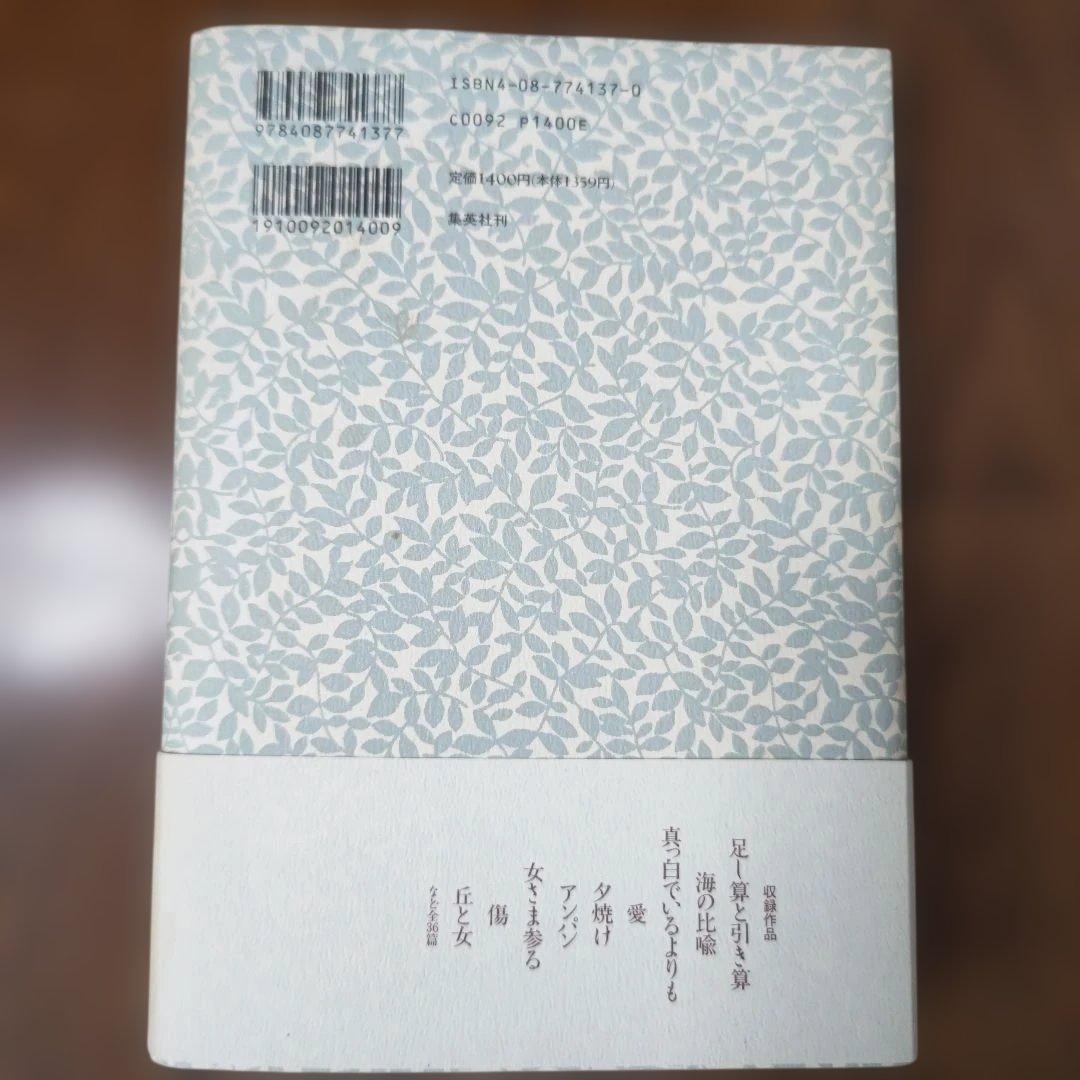 ISBN4-08-774137-0
9784087741377
C0092 P1400E
定価1400円(本体1359円)
1910092014009
集英社刊
収録作品
足し算と引き算
海の比喩
真っ白でいるよりも
愛
夕焼け
アンパン
女さま参る
傷
丘と女
など全36篇